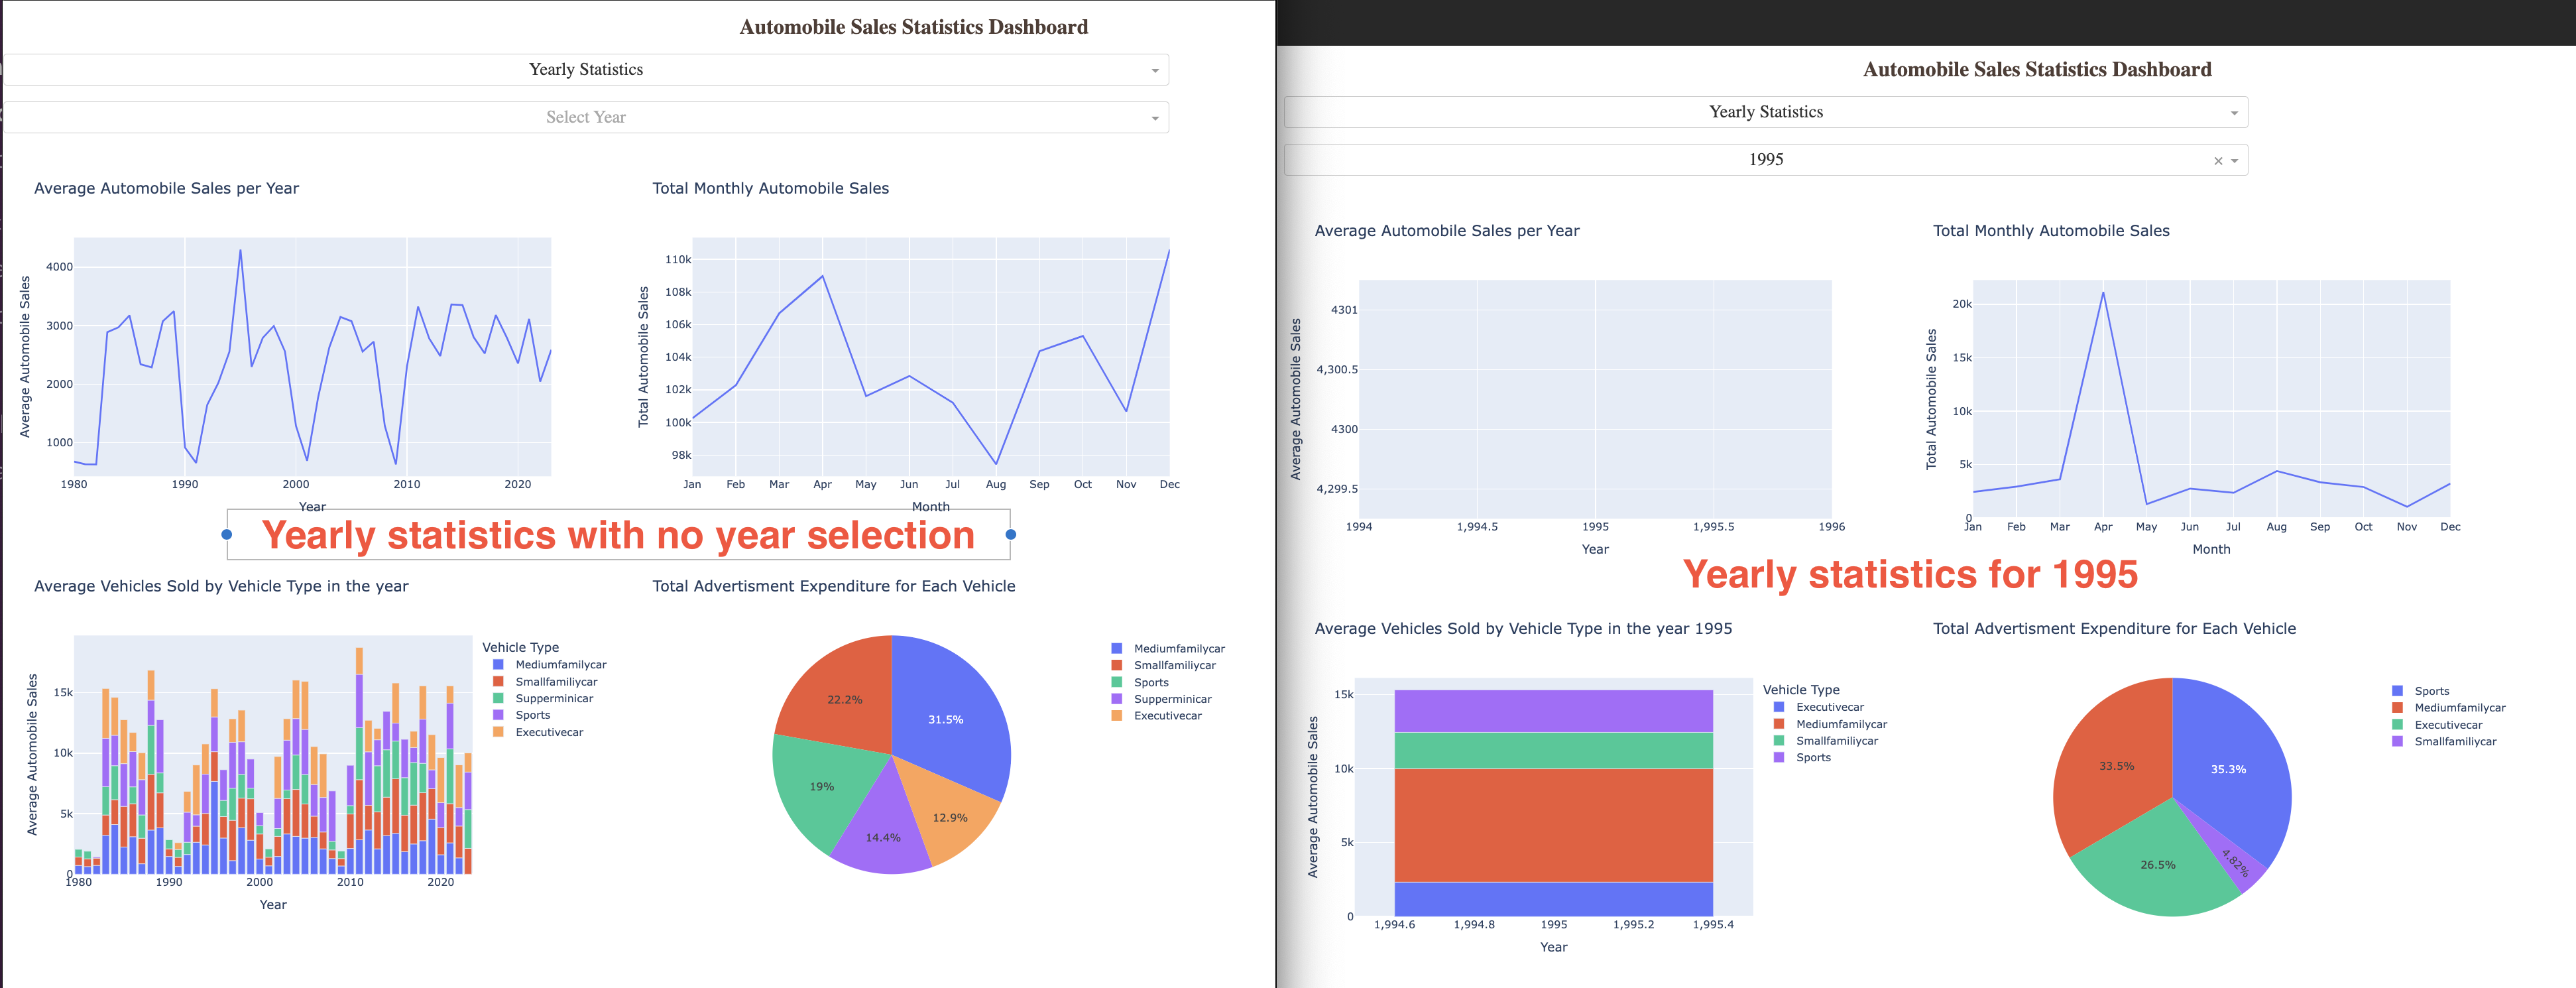 Automobile Sales Statistics Dashboard
Yearly Statistics
Select Year
Average Automobile Sales per Year
Average Automobile Sales
4000
3000
2000
1000
1980 1990 2000 2010 2020
Year
Total Monthly Automobile Sales
Total Automobile Sales
110k
108k
106k
104k
102k
100k
98k
Jan Feb Mar Apr May Jun Jul Aug Sep Oct Nov Dec
Month
Yearly statistics with no year selection
Average Vehicles Sold by Vehicle Type in the year
Average Automobile Sales
15k
10k
5k
0
1980 1990 2000 2010 2020
Year
Vehicle Type
Mediumfamilycar
Smallfamiliycar
Supperminicar
Sports
Executivecar
Total Advertisment Expenditure for Each Vehicle
22.2%
31.5%
19%
12.9%
14.4%
Mediumfamilycar
Smallfamiliycar
Sports
Supperminicar
Executivecar
Automobile Sales Statistics Dashboard
Yearly Statistics
1995
Average Automobile Sales per Year
Average Automobile Sales
4301
4,300.5
4300
4,299.5
1994 1,994.5 1995 1,995.5 1996
Year
Total Monthly Automobile Sales
Total Automobile Sales
20k
15k
10k
5k
0
Jan Feb Mar Apr May Jun Jul Aug Sep Oct Nov Dec
Month
Yearly statistics for 1995
Average Vehicles Sold by Vehicle Type in the year 1995
Average Automobile Sales
15k
10k
5k
0
1,994.6 1,994.8 1995 1,995.2 1,995.4
Year
Vehicle Type
Executivecar
Mediumfamilycar
Smallfamiliycar
Sports
Total Advertisment Expenditure for Each Vehicle
33.5%
35.3%
26.5%
4.82%
Sports
Mediumfamilycar
Executivecar
Smallfamiliycar